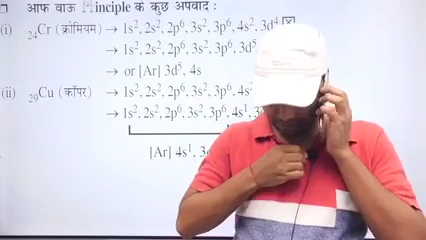 आफ वाऊ Principle के कुछ अपवाद :
(i) ₂₄Cr (क्रोमियम) → 1s², 2s², 2p⁶, 3s², 3p⁶, 4s², 3d⁴ [×]
→ 1s², 2s², 2p⁶, 3s², 3p⁶, 3d⁵
→ or [Ar] 3d⁵, 4s
(ii) ₂₉Cu (कॉपर) → 1s², 2s², 2p⁶, 3s², 3p⁶, 4s²
→ 1s², 2s², 2p⁶, 3s², 3p⁶, 4s¹,
[Ar] 4s¹,